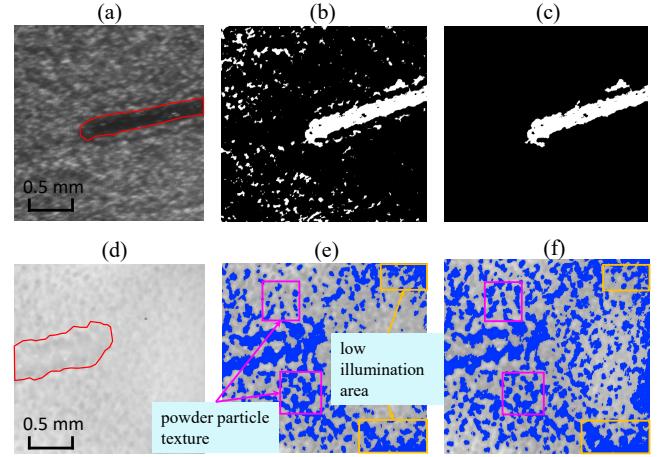 (a)
(b)
(c)
0.5 mm
(d)
(e)
(f)
0.5 mm
powder particle
texture
low
illumination
area